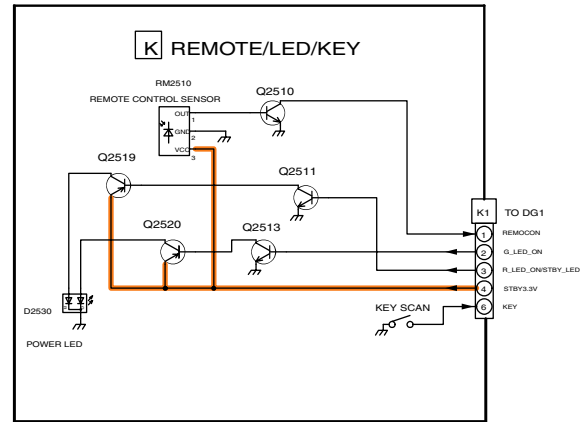 K REMOTE/LED/KEY
RM2510
REMOTE CONTROL SENSOR
Q2510
OUT
1
GND
2
VCC
3
Q2519
Q2511
Q2520
Q2513
K1 TO DG1
1 REMOCON
2 G_LED_ON
3 R_LED_ON/STBY_LED
4 STBY3.3V
6 KEY
KEY SCAN
D2530
POWER LED